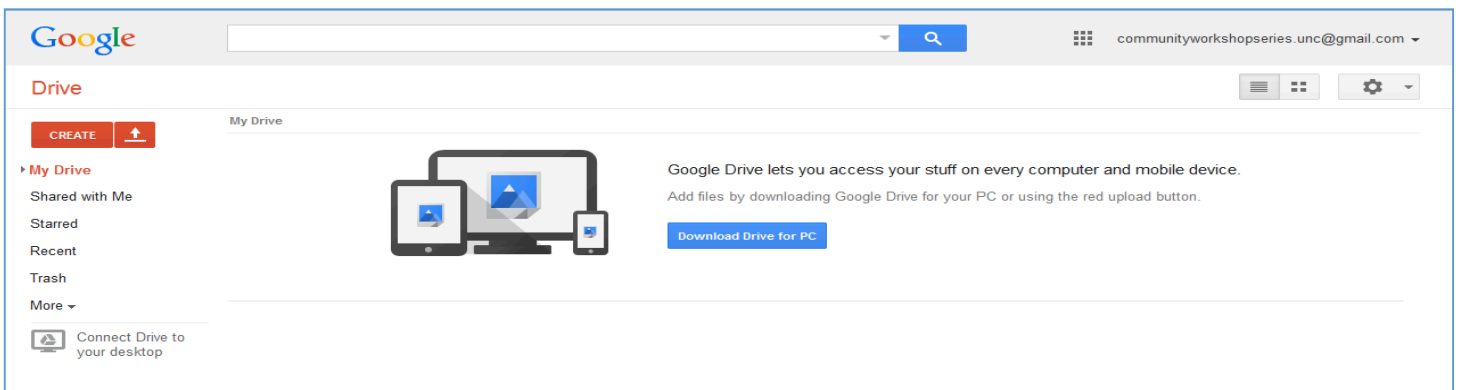 Google
communityworkshopseries.unc@gmail.com
Drive
CREATE
My Drive
My Drive
Shared with Me
Starred
Recent
Trash
More
Connect Drive to
your desktop
Google Drive lets you access your stuff on every computer and mobile device.
Add files by downloading Google Drive for your PC or using the red upload button.
Download Drive for PC